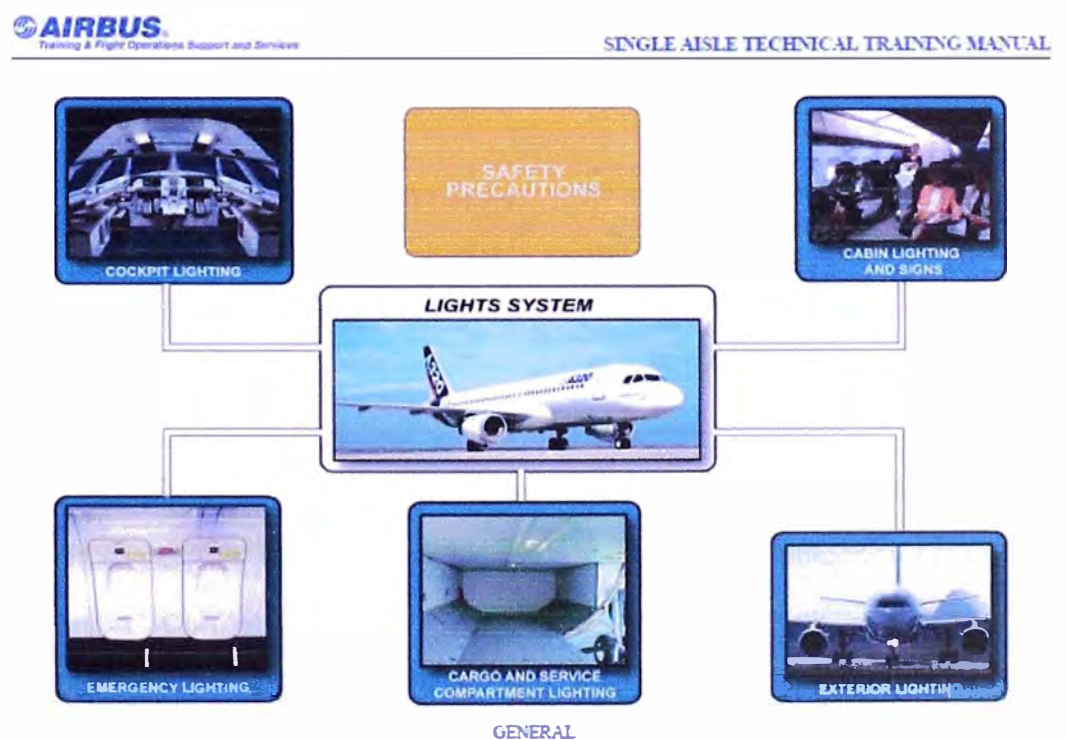 AIRBUS
Training & Flight Operations Support and Services
SINGLE AISLE TECHNICAL TRAINING MANUAL
SAFETY
PRECAUTIONS
COCKPIT LIGHTING
CABIN LIGHTING
AND SIGNS
LIGHTS SYSTEM
EMERGENCY LIGHTING
CARGO AND SERVICE
COMPARTMENT LIGHTING
EXTERIOR LIGHTING
GENERAL